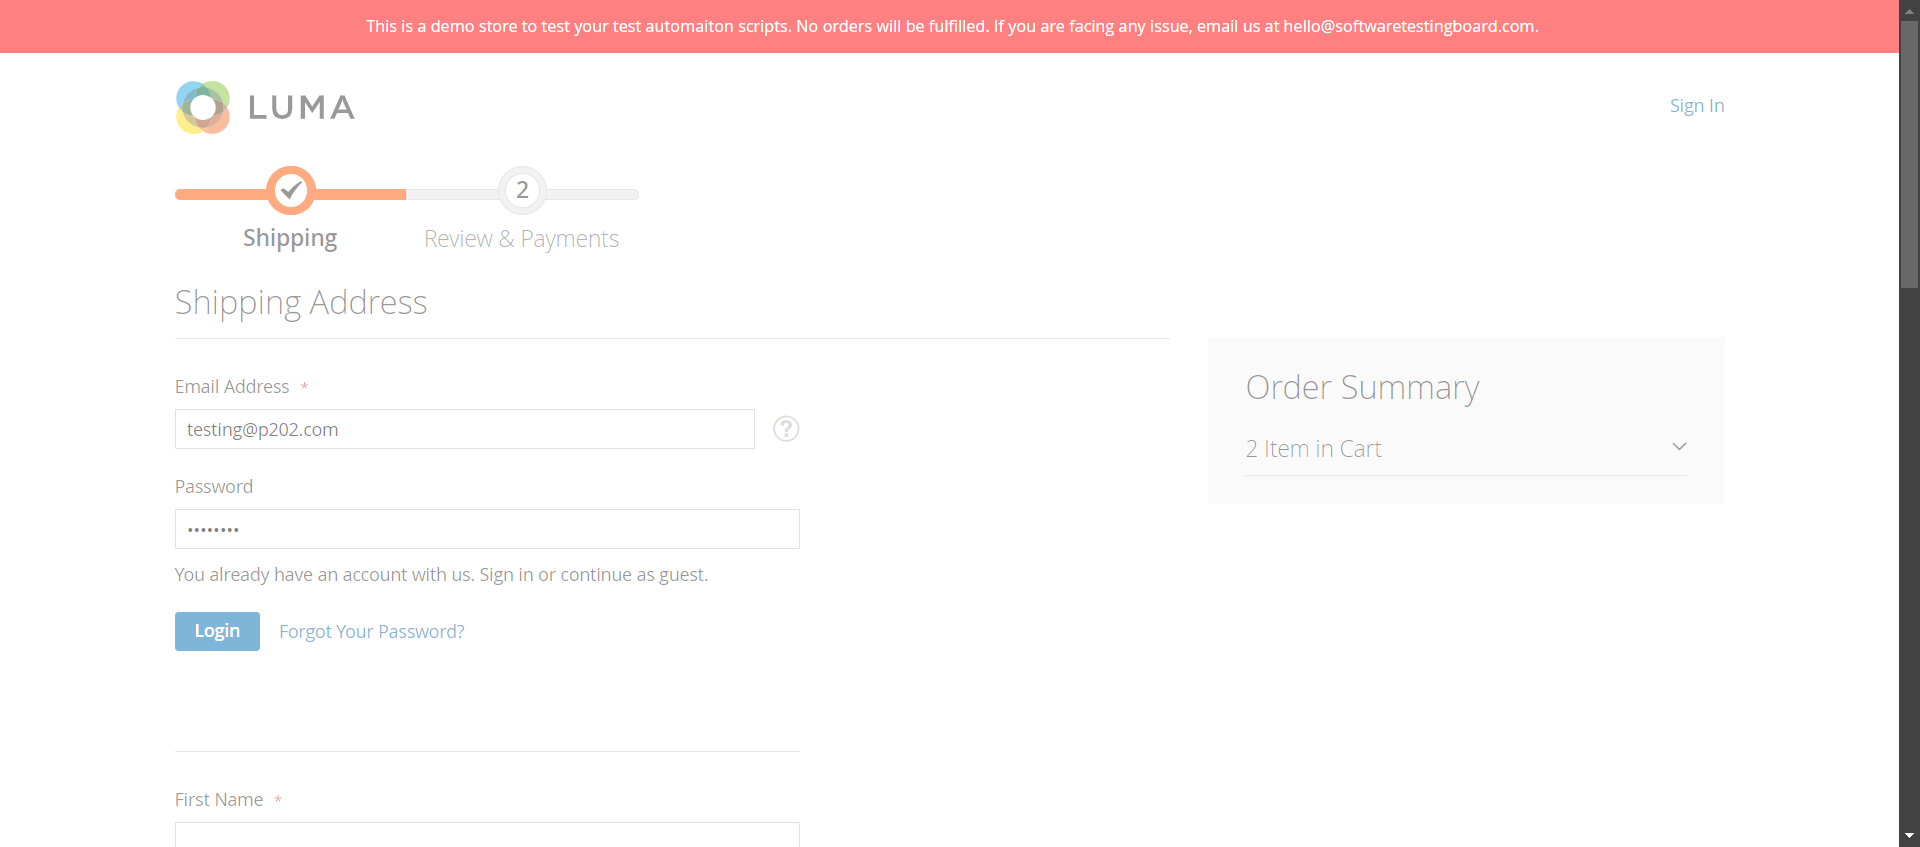 This is a demo store to test your test automaiton scripts. No orders will be fulfilled. If you are facing any issue, email us at hello@softwaretestingboard.com.
LUMA
Sign In
2
Shipping
Review & Payments
Shipping Address
Email Address *
testing@p202.com
?
Password
••••••••
You already have an account with us. Sign in or continue as guest.
Login
Forgot Your Password?
First Name *
Order Summary
2 Item in Cart